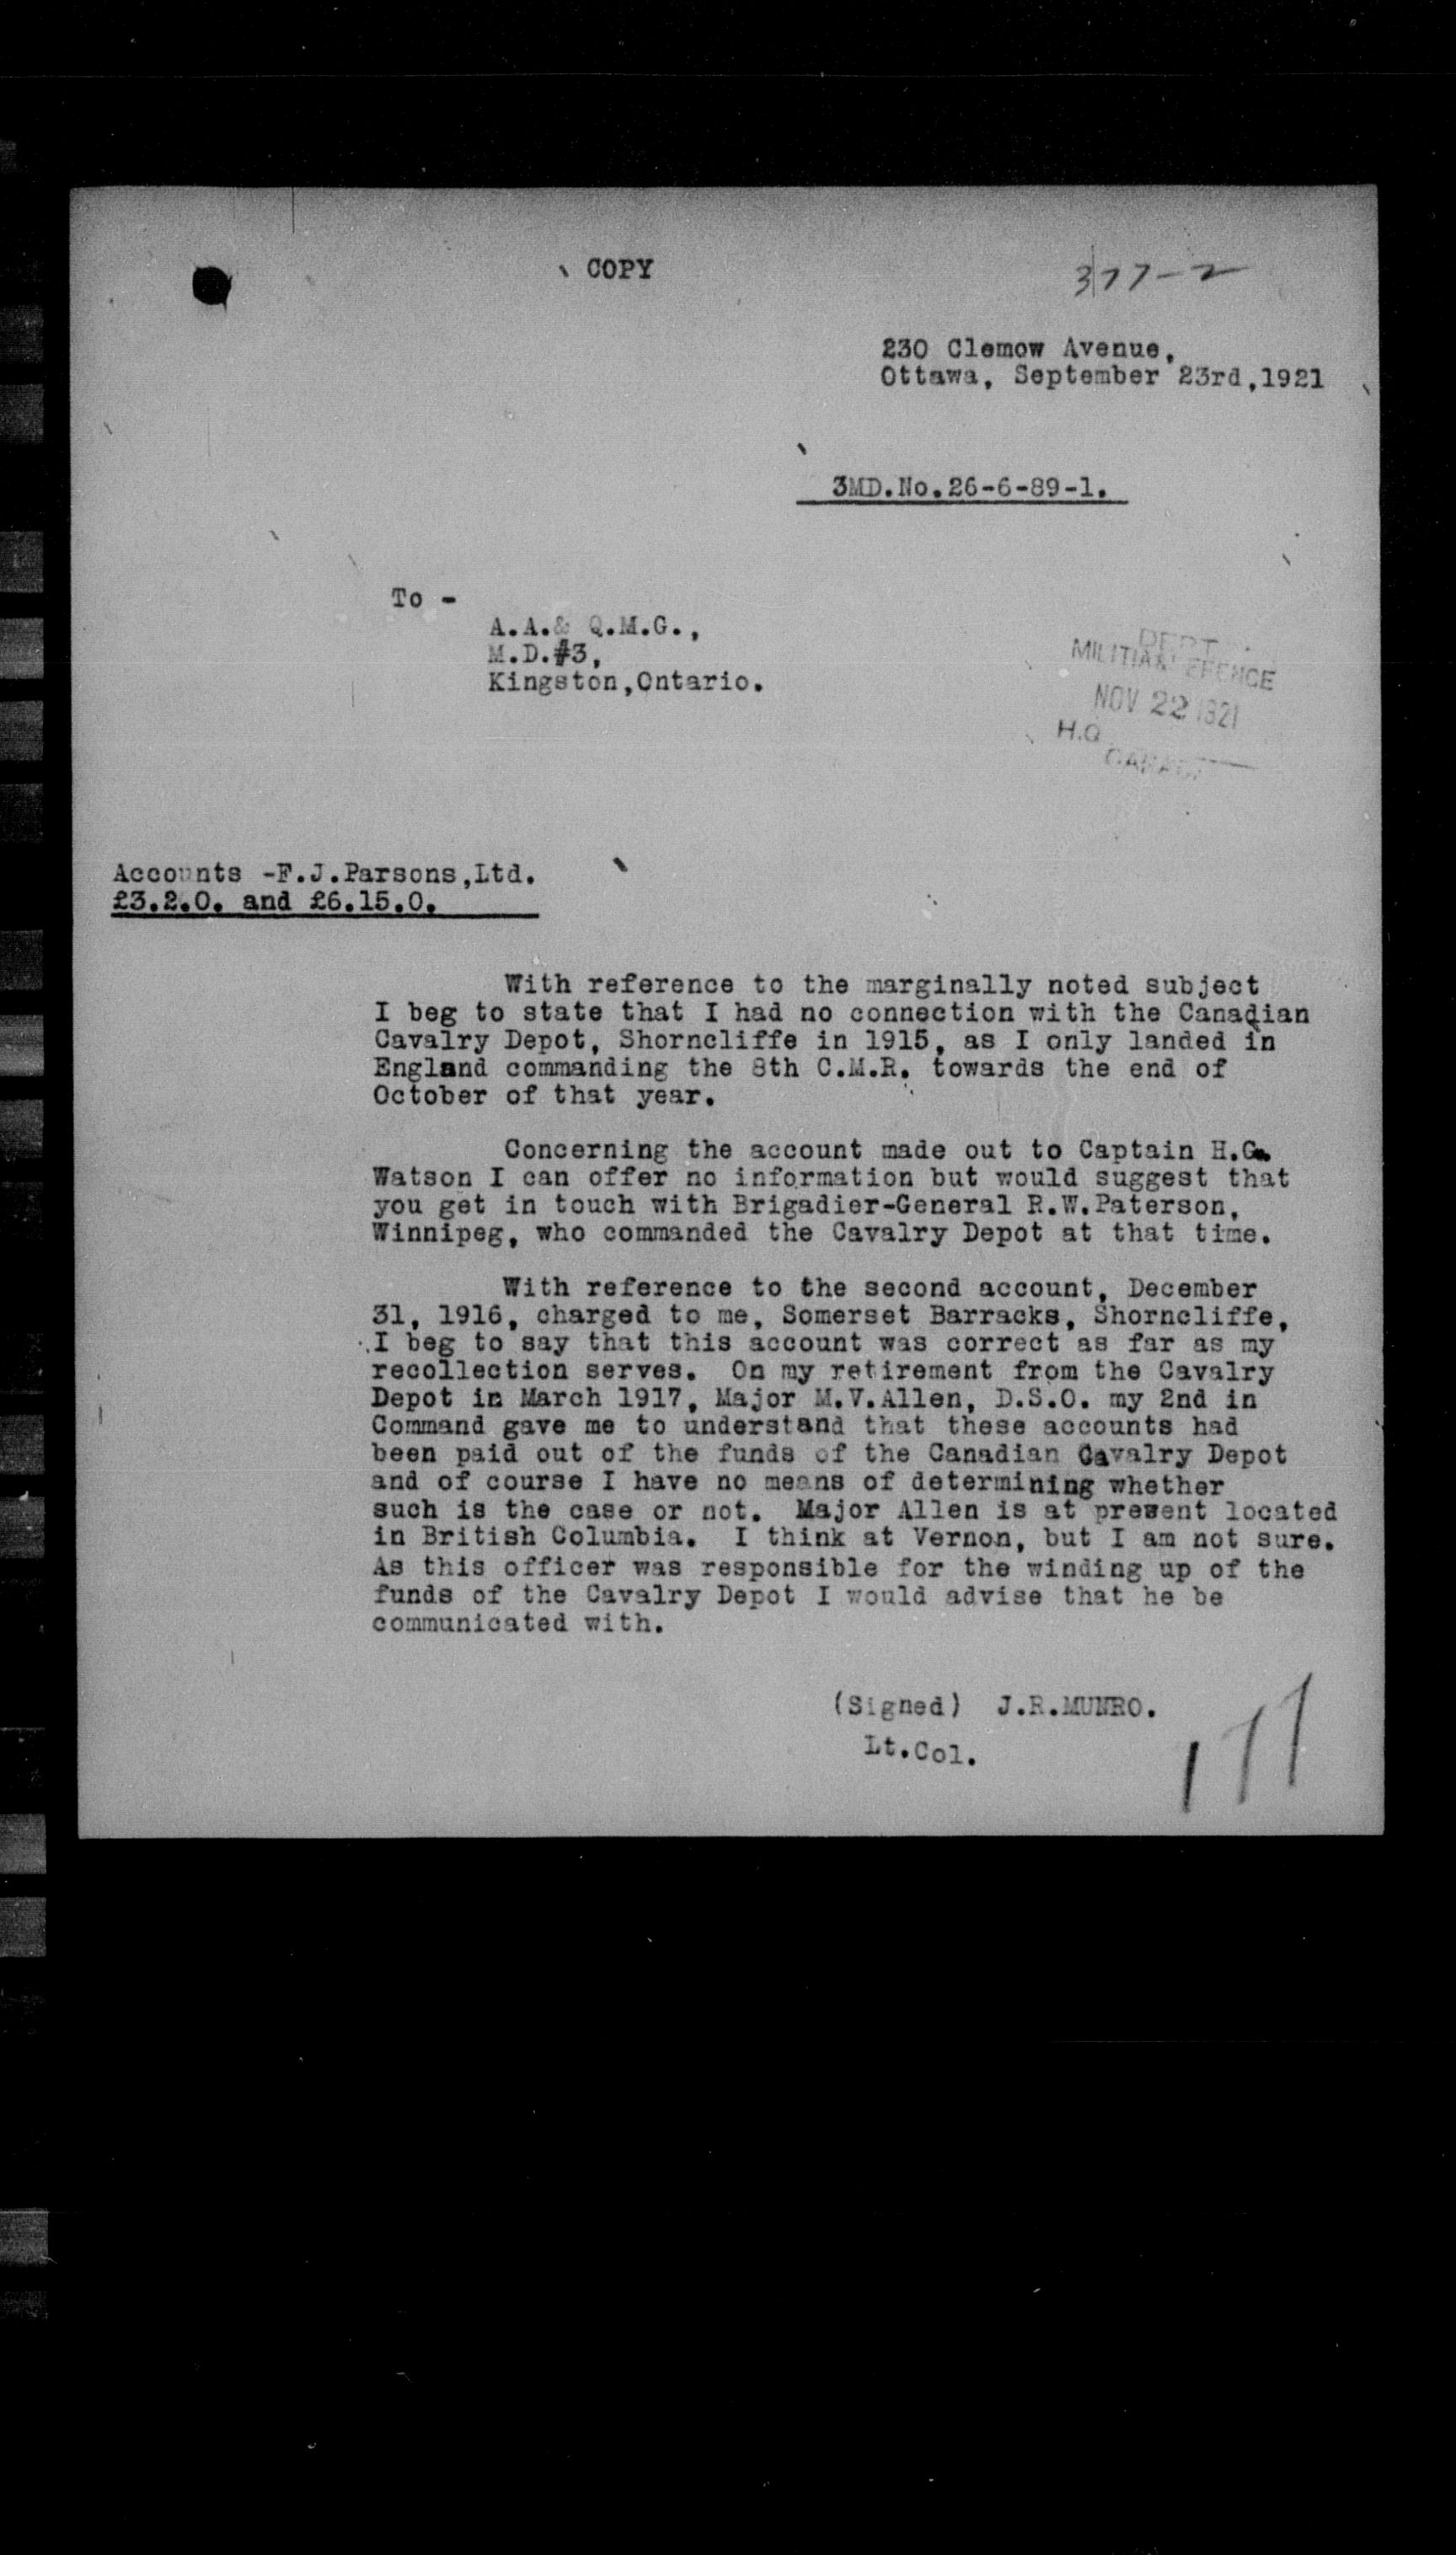 COPY
377-2
230 Clemow Avenue,
Ottawa, September 23rd,1921
3MD.No.26-6-89-1.
To -
A.A.& Q.M.G.,
M.D.#3,
Kingston,Ontario.
DEPT.
MILITIA & DEFENCE
NOV 22 1921
H.Q.
CANADA
Accounts -F.J.Parsons,Ltd.
£3.2.0. and £6.15.0.
With reference to the marginally noted subject
I beg to state that I had no connection with the Canadian
Cavalry Depot, Shorncliffe in 1915, as I only landed in
England commanding the 8th C.M.R. towards the end of
October of that year.
Concerning the account made out to Captain H.G.
Watson I can offer no information but would suggest that
you get in touch with Brigadier-General R.W.Paterson,
Winnipeg, who commanded the Cavalry Depot at that time.
With reference to the second account, December
31, 1916, charged to me, Somerset Barracks, Shorncliffe,
I beg to say that this account was correct as far as my
recollection serves. On my retirement from the Cavalry
Depot in March 1917, Major M.V.Allen, D.S.O. my 2nd in
Command gave me to understand that these accounts had
been paid out of the funds of the Canadian Cavalry Depot
and of course I have no means of determining whether
such is the case or not. Major Allen is at present located
in British Columbia. I think at Vernon, but I am not sure.
As this officer was responsible for the winding up of the
funds of the Cavalry Depot I would advise that he be
communicated with.
(Signed) J.R.MUNRO.
Lt.Col.
177